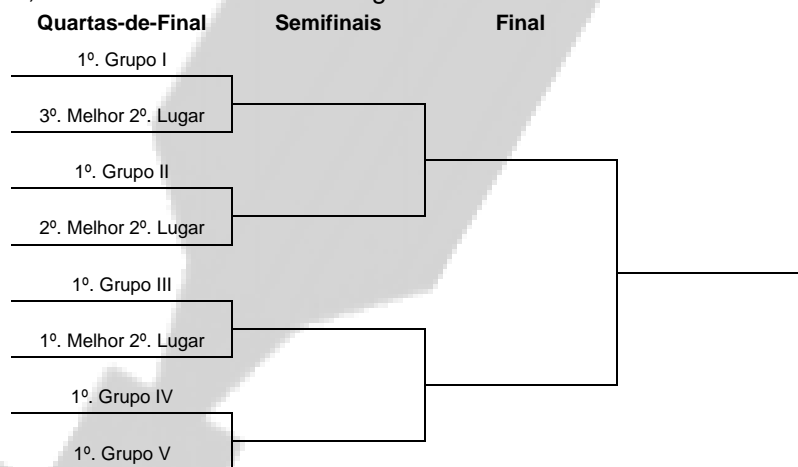 Quartas-de-Final Semifinais Final
1º. Grupo I
3º. Melhor 2º. Lugar
1º. Grupo II
2º. Melhor 2º. Lugar
1º. Grupo III
1º. Melhor 2º. Lugar
1º. Grupo IV
1º. Grupo V